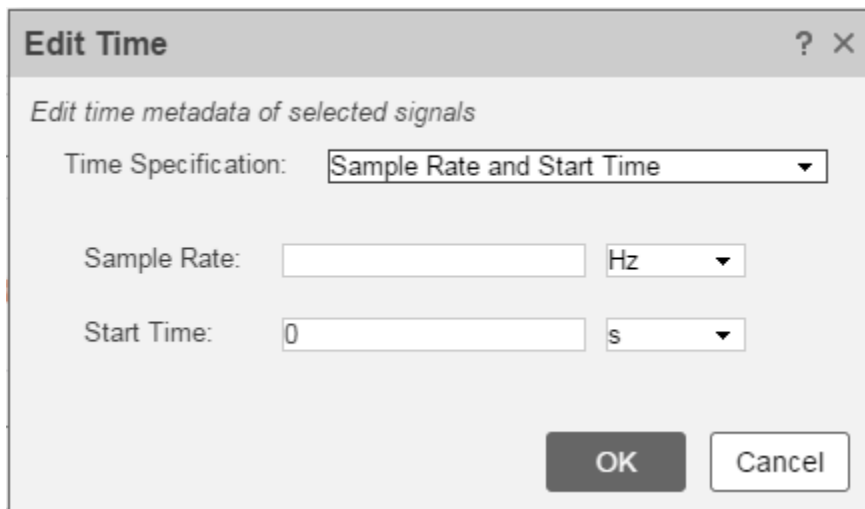 Edit Time ? ×
Edit time metadata of selected signals
Time Specification: Sample Rate and Start Time
Sample Rate: Hz
Start Time: 0 s
OK Cancel